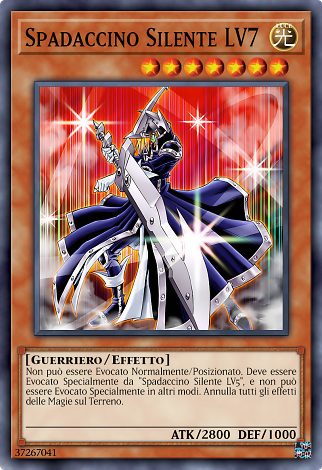 Spadaccino Silente LV7
光
[Guerriero/Effetto]
Non può essere Evocato Normalmente/Posizionato. Deve essere
Evocato Specialmente da "Spadaccino Silente LV5", e non può
essere Evocato Specialmente in altri modi. Annulla tutti gli effetti
delle Magie sul Terreno.
ATK/2800 DEF/1000
37267041